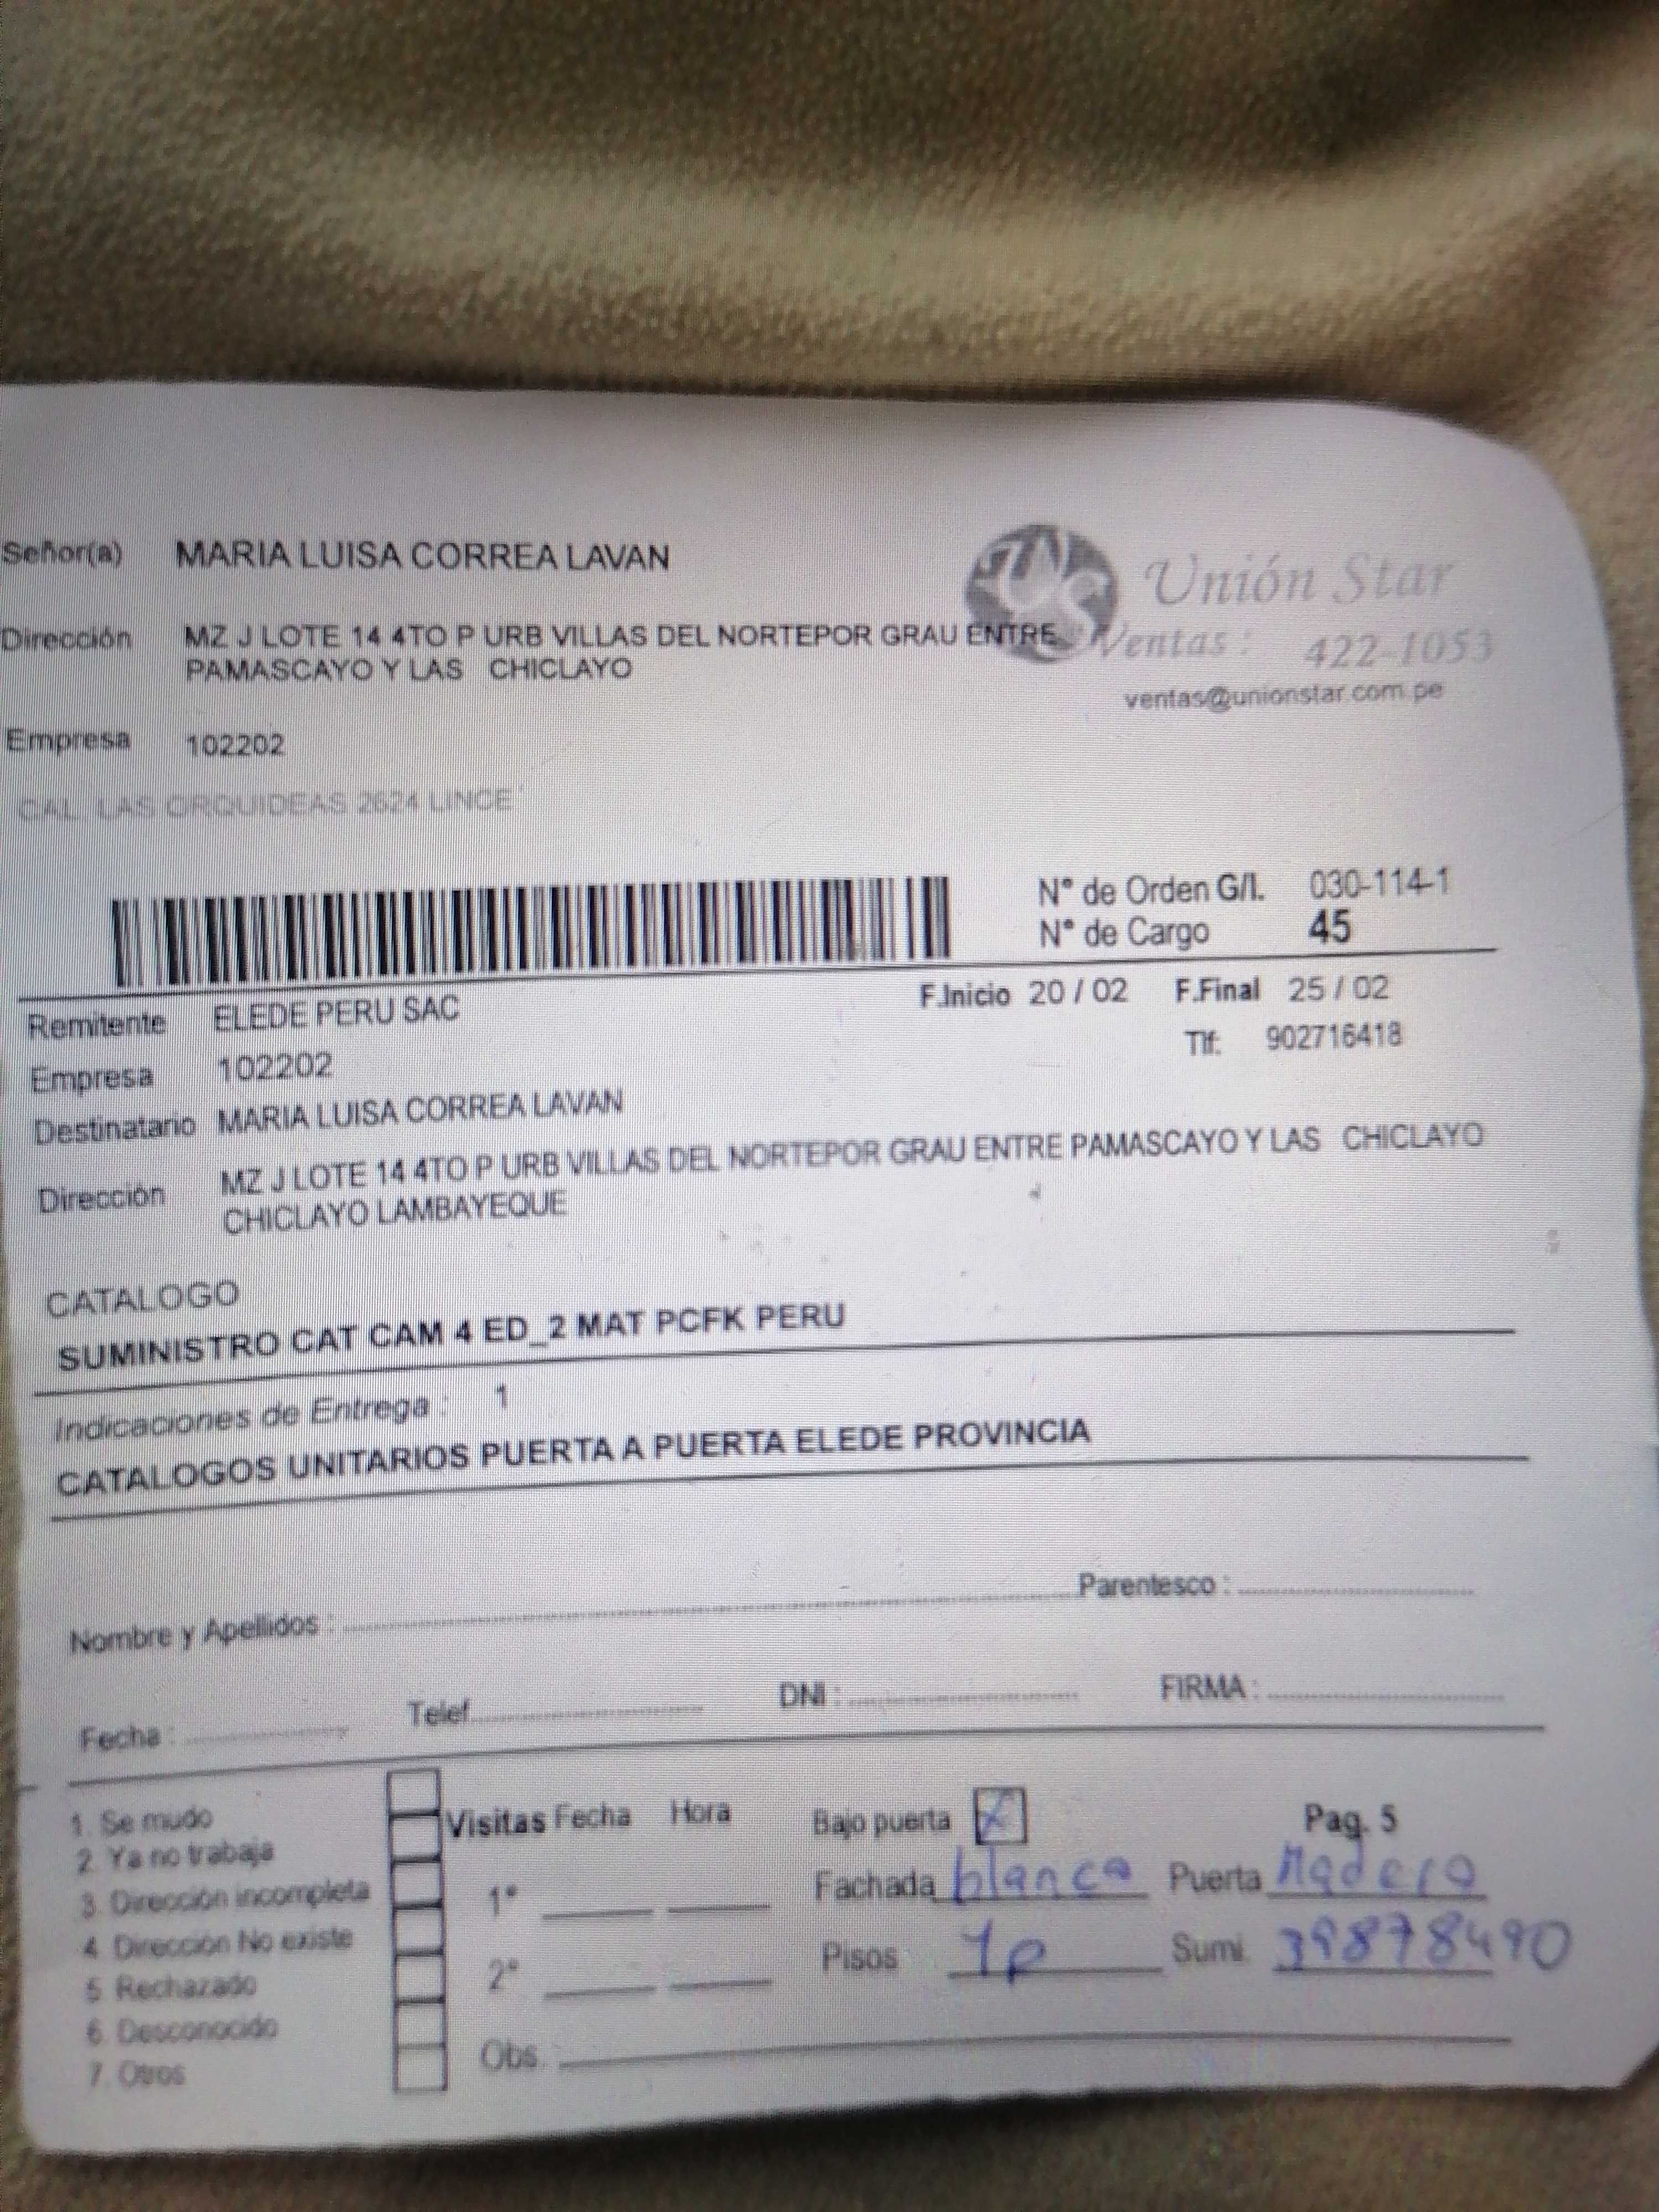 Señor(a) MARIA LUISA CORREA LAVAN
Unión Star
Dirección MZ J LOTE 14 4TO P URB VILLAS DEL NORTEPOR GRAU ENTRE
PAMASCAYO Y LAS CHICLAYO
Ventas: 422-1053
ventas@unionstar.com.pe
Empresa 102202
CAL. LAS ORQUIDEAS 2624 LINCE
N° de Orden G/I. 030-114-1
N° de Cargo 45
F.Inicio 20 / 02 F.Final 25 / 02
Remitente ELEDE PERU SAC
Tlf: 902716418
Empresa 102202
Destinatario MARIA LUISA CORREA LAVAN
Dirección MZ J LOTE 14 4TO P URB VILLAS DEL NORTEPOR GRAU ENTRE PAMASCAYO Y LAS CHICLAYO
CHICLAYO LAMBAYEQUE
CATALOGO
SUMINISTRO CAT CAM 4 ED_2 MAT PCFK PERU
Indicaciones de Entrega : 1
CATALOGOS UNITARIOS PUERTA A PUERTA ELEDE PROVINCIA
Nombre y Apellidos : Parentesco :
Fecha : Telef. DNI : FIRMA :
1. Se mudo
2. Ya no trabaja
3. Dirección incompleta
4. Dirección No existe
5. Rechazado
6. Desconocido
7. Otros
Visitas Fecha Hora
1°
2°
Obs.
Bajo puerta X Pag. 5
Fachada blanca Puerta Madera
Pisos 1p Sumi. 39878490